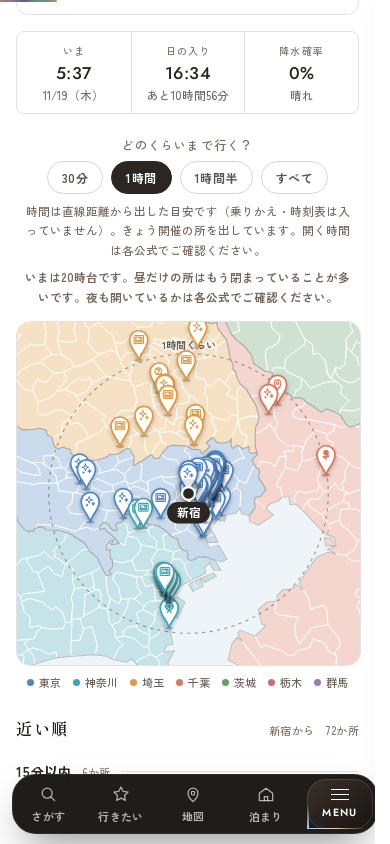 いま
5:37
11/19（木）
日の入り
16:34
あと10時間56分
降水確率
0%
晴れ
どのくらいまで行く？
30分
1時間
1時間半
すべて
時間は直線距離から出した目安です（乗りかえ・時刻表は入
っていません）。きょう開催の所を出しています。開く時間
は各公式でご確認ください。
いまは20時台です。昼だけの所はもう閉まっていることが多
いです。夜も開いているかは各公式でご確認ください。
1時間くらい
新宿
東京
神奈川
埼玉
千葉
茨城
栃木
群馬
近い順
新宿から 72か所
15分以内 6か所
さがす
行きたい
地図
泊まり
MENU